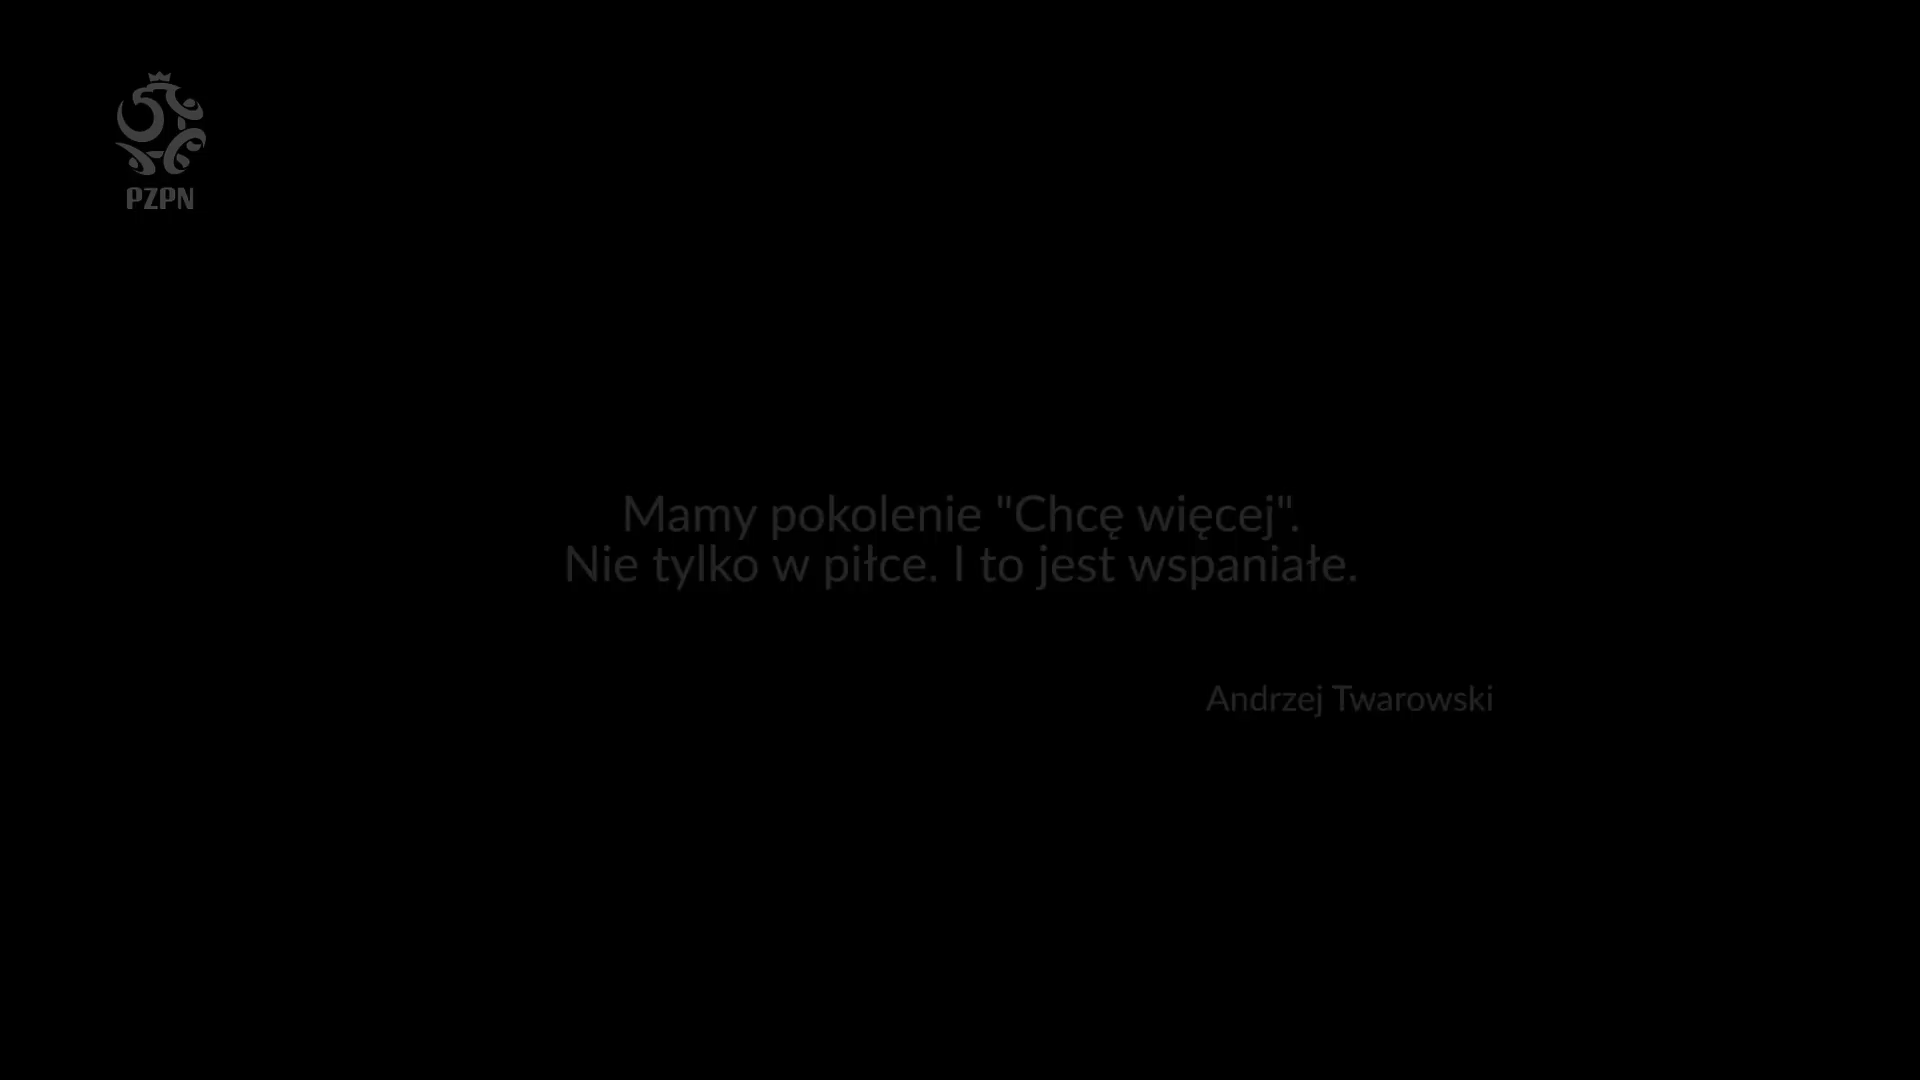 PZPN
Mamy pokolenie "Chcę więcej".
Nie tylko w piłce. I to jest wspaniałe.
Andrzej Twarowski